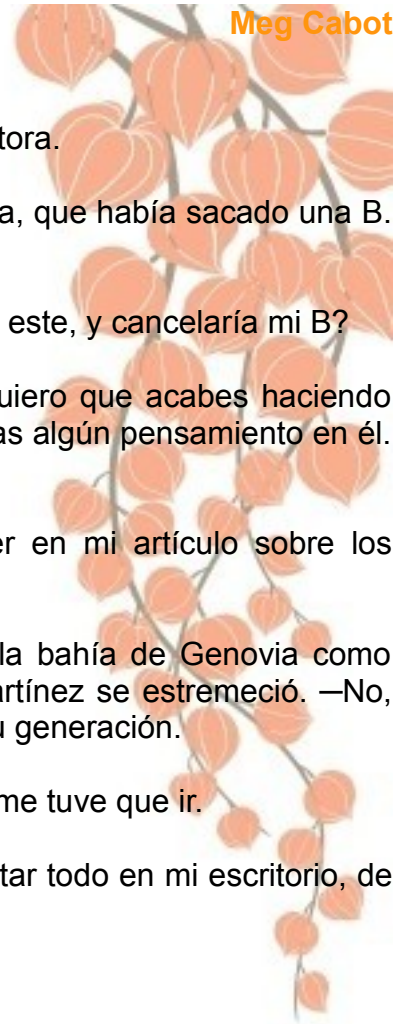 Meg Cabot
tora.
a, que había sacado una B.
este, y cancelaría mi B?
uiero que acabes haciendo
as algún pensamiento en él.
er en mi artículo sobre los
la bahía de Genovia como
artínez se estremeció. —No,
u generación.
me tuve que ir.
tar todo en mi escritorio, de